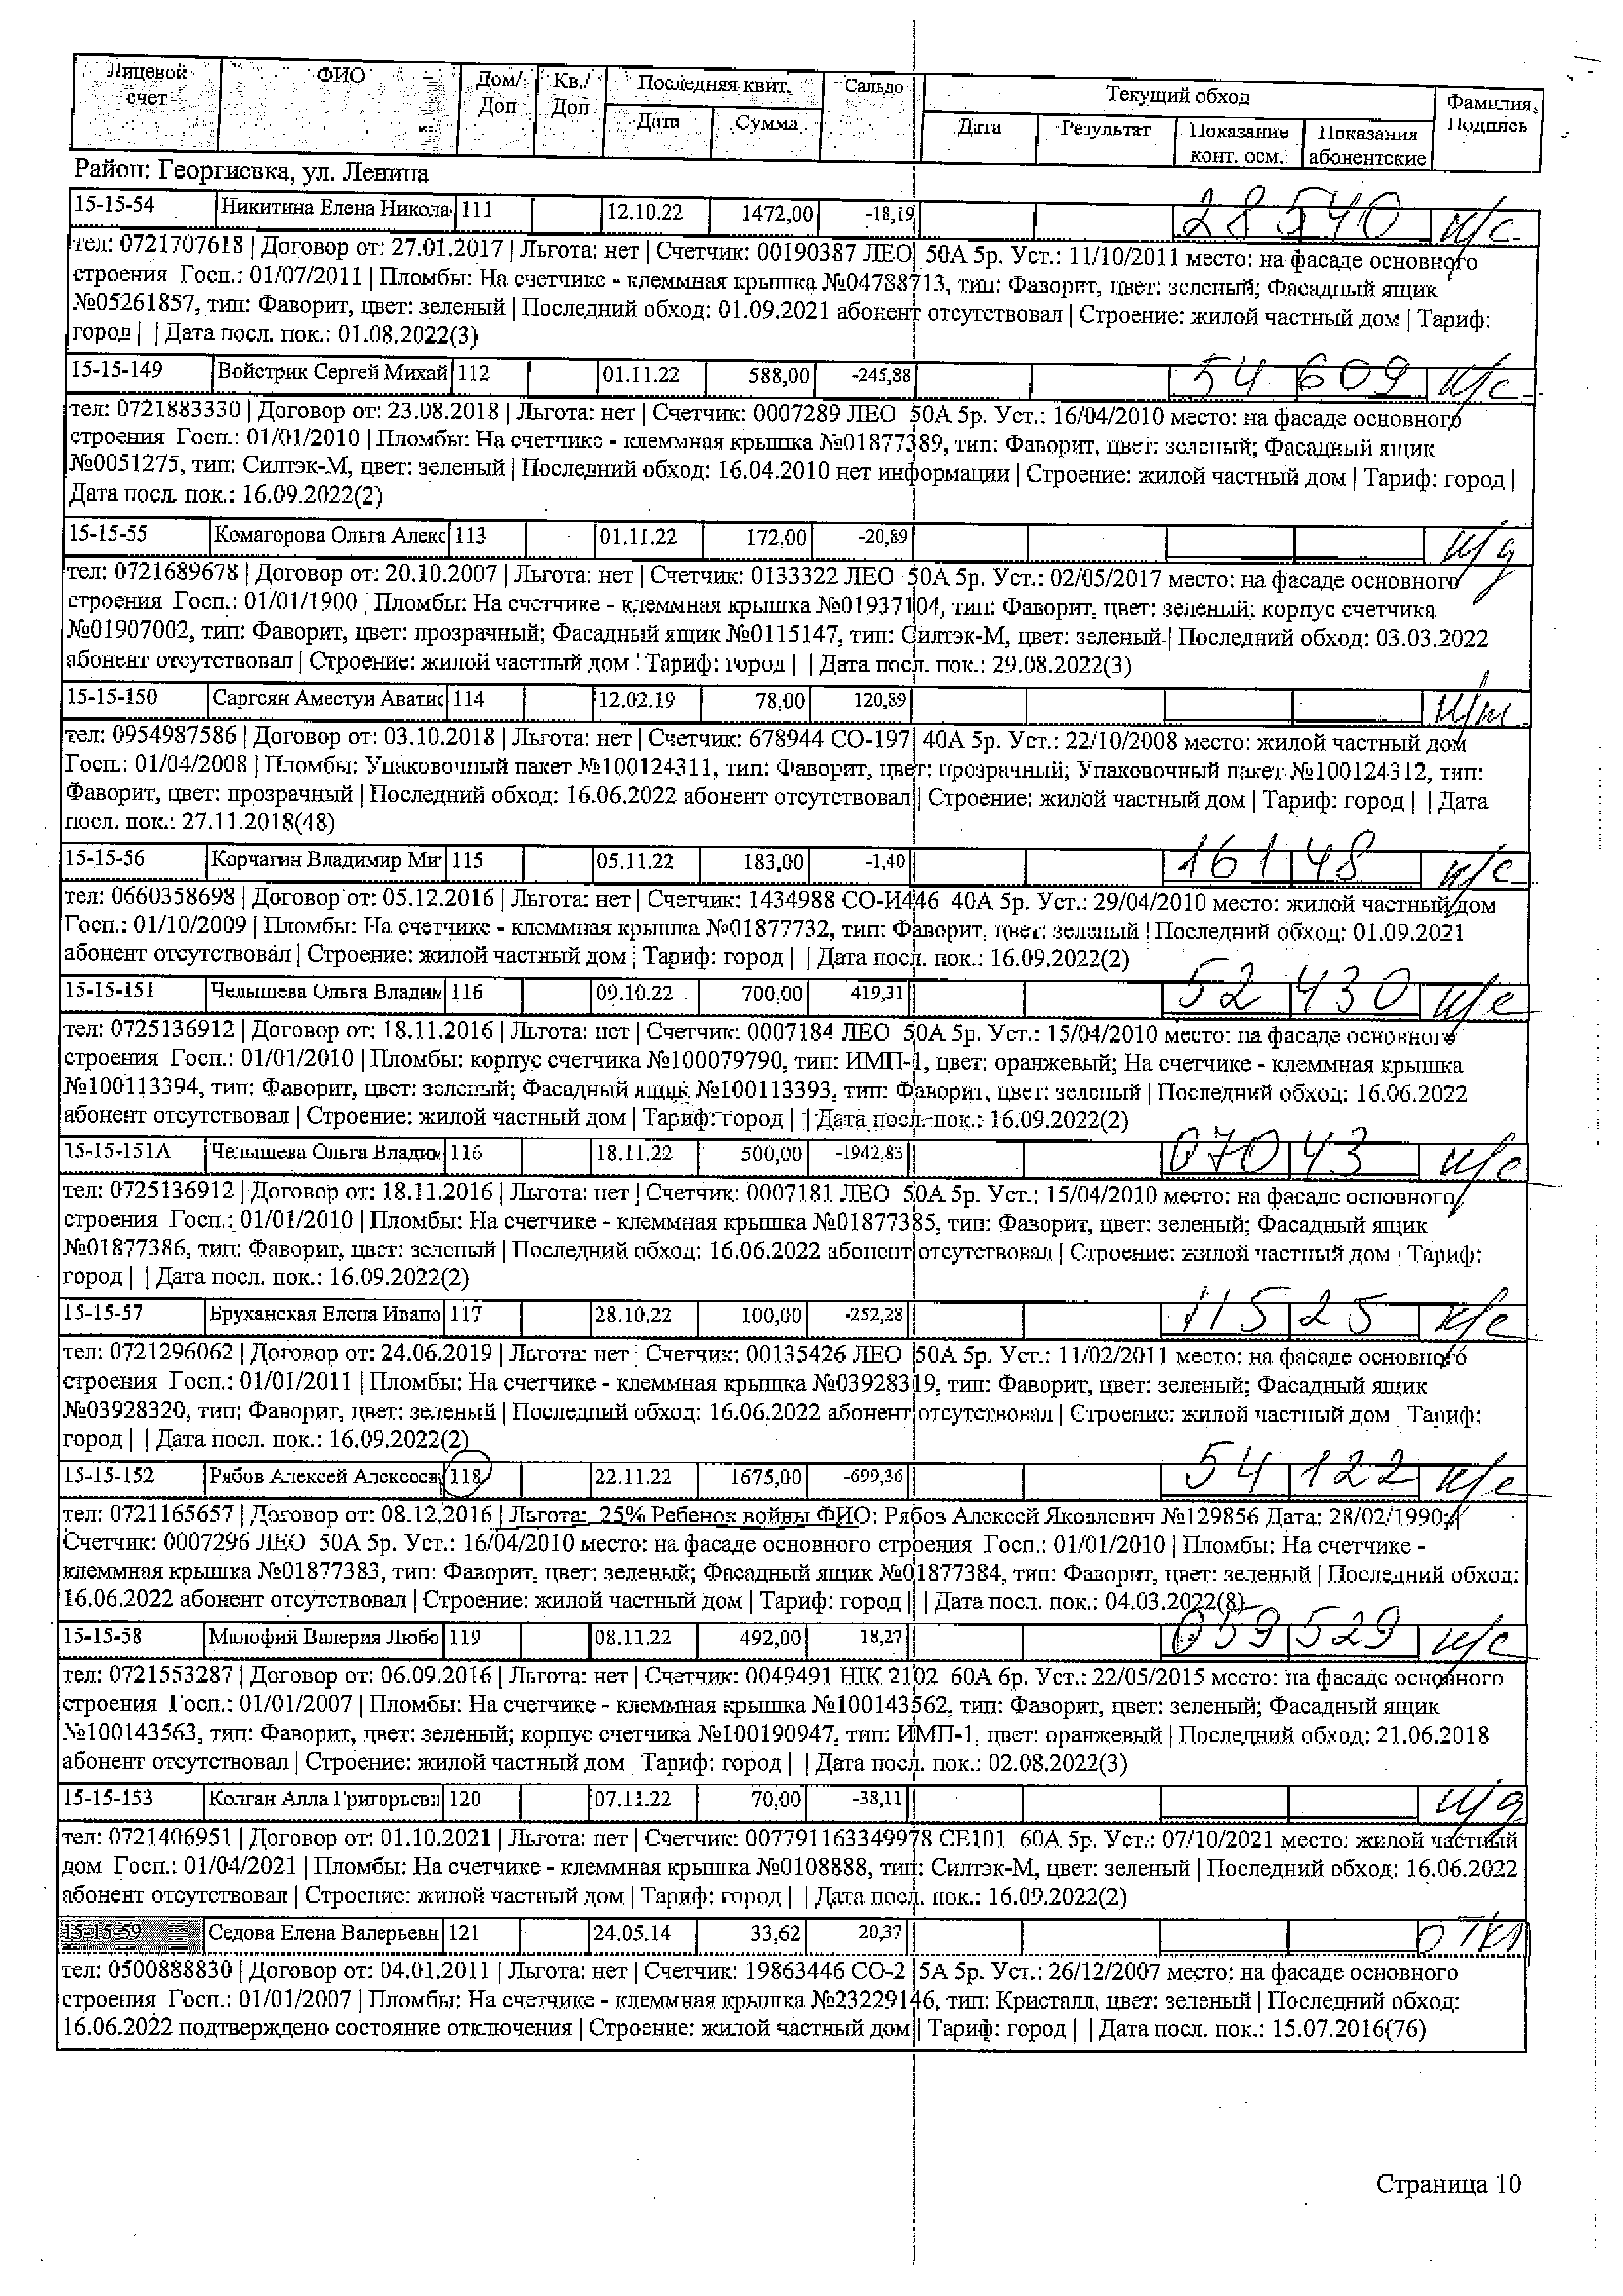 Лицевой счет ФИО Дом/Доп Кв./Доп Последняя квит. Сальдо Текущий обход Фамилия, Подпись
Дата Сумма Дата Результат Показание конт. осм. Показания абонентские
Район: Георгиевка, ул. Ленина
15-15-54 Никитина Елена Никола 111 12.10.22 1472,00 -18,19 28540 н/с
тел: 0721707618 | Договор от: 27.01.2017 | Льгота: нет | Счетчик: 00190387 ЛЕО 50А 5р. Уст.: 11/10/2011 место: на фасаде основного
строения Госп.: 01/07/2011 | Пломбы: На счетчике - клеммная крышка №04788713, тип: Фаворит, цвет: зеленый; Фасадный ящик
№05261857, тип: Фаворит, цвет: зеленый | Последний обход: 01.09.2021 абонент отсутствовал | Строение: жилой частный дом | Тариф:
город | | Дата посл. пок.: 01.08.2022(3)
15-15-149 Войстрик Сергей Михай 112 01.11.22 588,00 -245,88 54609 н/с
тел: 0721883330 | Договор от: 23.08.2018 | Льгота: нет | Счетчик: 0007289 ЛЕО 50А 5р. Уст.: 16/04/2010 место: на фасаде основного
строения Госп.: 01/01/2010 | Пломбы: На счетчике - клеммная крышка №01877389, тип: Фаворит, цвет: зеленый; Фасадный ящик
№0051275, тип: Силтэк-М, цвет: зеленый | Последний обход: 16.04.2010 нет информации | Строение: жилой частный дом | Тариф: город |
Дата посл. пок.: 16.09.2022(2)
15-15-55 Комагорова Ольга Алекс 113 01.11.22 172,00 -20,89 н/д
тел: 0721689678 | Договор от: 20.10.2007 | Льгота: нет | Счетчик: 0133322 ЛЕО 50А 5р. Уст.: 02/05/2017 место: на фасаде основного
строения Госп.: 01/01/1900 | Пломбы: На счетчике - клеммная крышка №01937104, тип: Фаворит, цвет: зеленый; корпус счетчика
№01907002, тип: Фаворит, цвет: прозрачный; Фасадный ящик №0115147, тип: Силтэк-М, цвет: зеленый | Последний обход: 03.03.2022
абонент отсутствовал | Строение: жилой частный дом | Тариф: город | | Дата посл. пок.: 29.08.2022(3)
15-15-150 Саргсян Аместуи Аватис 114 12.02.19 78,00 120,89
тел: 0954987586 | Договор от: 03.10.2018 | Льгота: нет | Счетчик: 678944 СО-197 40А 5р. Уст.: 22/10/2008 место: жилой частный дом
Госп.: 01/04/2008 | Пломбы: Упаковочный пакет №100124311, тип: Фаворит, цвет: прозрачный; Упаковочный пакет №100124312, тип:
Фаворит, цвет: прозрачный | Последний обход: 16.06.2022 абонент отсутствовал | Строение: жилой частный дом | Тариф: город | | Дата
посл. пок.: 27.11.2018(48)
15-15-56 Корчагин Владимир Миг 115 05.11.22 183,00 -1,40 16148 н/с
тел: 0660358698 | Договор от: 05.12.2016 | Льгота: нет | Счетчик: 1434988 СО-И446 40А 5р. Уст.: 29/04/2010 место: жилой частный дом
Госп.: 01/10/2009 | Пломбы: На счетчике - клеммная крышка №01877732, тип: Фаворит, цвет: зеленый | Последний обход: 01.09.2021
абонент отсутствовал | Строение: жилой частный дом | Тариф: город | | Дата посл. пок.: 16.09.2022(2)
15-15-151 Челышева Ольга Владим 116 09.10.22 700,00 419,31 52430 н/с
тел: 0725136912 | Договор от: 18.11.2016 | Льгота: нет | Счетчик: 0007184 ЛЕО 50А 5р. Уст.: 15/04/2010 место: на фасаде основного
строения Госп.: 01/01/2010 | Пломбы: корпус счетчика №100079790, тип: ИМП-1, цвет: оранжевый; На счетчике - клеммная крышка
№100113394, тип: Фаворит, цвет: зеленый; Фасадный ящик №100113393, тип: Фаворит, цвет: зеленый | Последний обход: 16.06.2022
абонент отсутствовал | Строение: жилой частный дом | Тариф: город | | Дата посл. пок.: 16.09.2022(2)
15-15-151А Челышева Ольга Владим 116 18.11.22 500,00 -1942,83 07043 н/с
тел: 0725136912 | Договор от: 18.11.2016 | Льгота: нет | Счетчик: 0007181 ЛЕО 50А 5р. Уст.: 15/04/2010 место: на фасаде основного
строения Госп.: 01/01/2010 | Пломбы: На счетчике - клеммная крышка №01877385, тип: Фаворит, цвет: зеленый; Фасадный ящик
№01877386, тип: Фаворит, цвет: зеленый | Последний обход: 16.06.2022 абонент отсутствовал | Строение: жилой частный дом | Тариф:
город | | Дата посл. пок.: 16.09.2022(2)
15-15-57 Бруханская Елена Ивано 117 28.10.22 100,00 -252,28 11525 н/с
тел: 0721296062 | Договор от: 24.06.2019 | Льгота: нет | Счетчик: 00135426 ЛЕО 50А 5р. Уст.: 11/02/2011 место: на фасаде основного
строения Госп.: 01/01/2011 | Пломбы: На счетчике - клеммная крышка №03928319, тип: Фаворит, цвет: зеленый; Фасадный ящик
№03928320, тип: Фаворит, цвет: зеленый | Последний обход: 16.06.2022 абонент отсутствовал | Строение: жилой частный дом | Тариф:
город | | Дата посл. пок.: 16.09.2022(2)
15-15-152 Рябов Алексей Алексеев 118 22.11.22 1675,00 -699,36 54122 н/с
тел: 0721165657 | Договор от: 08.12.2016 | Льгота: 25% Ребенок войны ФИО: Рябов Алексей Яковлевич №129856 Дата: 28/02/1990; |
Счетчик: 0007296 ЛЕО 50А 5р. Уст.: 16/04/2010 место: на фасаде основного строения Госп.: 01/01/2010 | Пломбы: На счетчике -
клеммная крышка №01877383, тип: Фаворит, цвет: зеленый; Фасадный ящик №01877384, тип: Фаворит, цвет: зеленый | Последний обход:
16.06.2022 абонент отсутствовал | Строение: жилой частный дом | Тариф: город | | Дата посл. пок.: 04.03.2022(8)
15-15-58 Малофий Валерия Любо 119 08.11.22 492,00 18,27 059529 н/с
тел: 0721553287 | Договор от: 06.09.2016 | Льгота: нет | Счетчик: 0049491 НІК 2102 60А 6р. Уст.: 22/05/2015 место: на фасаде основного
строения Госп.: 01/01/2007 | Пломбы: На счетчике - клеммная крышка №100143562, тип: Фаворит, цвет: зеленый; Фасадный ящик
№100143563, тип: Фаворит, цвет: зеленый; корпус счетчика №100190947, тип: ИМП-1, цвет: оранжевый | Последний обход: 21.06.2018
абонент отсутствовал | Строение: жилой частный дом | Тариф: город | | Дата посл. пок.: 02.08.2022(3)
15-15-153 Колган Алла Григорьевн 120 07.11.22 70,00 -38,11 н/д
тел: 0721406951 | Договор от: 01.10.2021 | Льгота: нет | Счетчик: 007791163349978 СЕ101 60А 5р. Уст.: 07/10/2021 место: жилой частный
дом Госп.: 01/04/2021 | Пломбы: На счетчике - клеммная крышка №0108888, тип: Силтэк-М, цвет: зеленый | Последний обход: 16.06.2022
абонент отсутствовал | Строение: жилой частный дом | Тариф: город | | Дата посл. пок.: 16.09.2022(2)
15-15-59 Седова Елена Валерьевн 121 24.05.14 33,62 20,37 откл
тел: 0500888830 | Договор от: 04.01.2011 | Льгота: нет | Счетчик: 19863446 СО-2 5А 5р. Уст.: 26/12/2007 место: на фасаде основного
строения Госп.: 01/01/2007 | Пломбы: На счетчике - клеммная крышка №23229146, тип: Кристалл, цвет: зеленый | Последний обход:
16.06.2022 подтверждено состояние отключения | Строение: жилой частный дом | Тариф: город | | Дата посл. пок.: 15.07.2016(76)
Страница 10